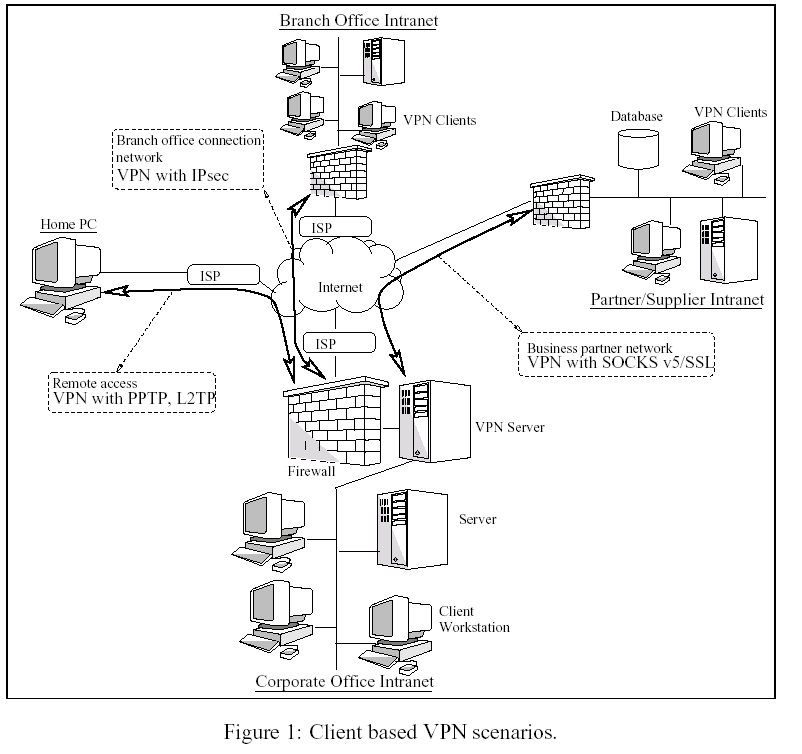 Branch Office Intranet
VPN Clients
Branch office connection
network
VPN with IPsec
Database
VPN Clients
ISP
Home PC
ISP
Internet
Partner/Supplier Intranet
ISP
Business partner network
VPN with SOCKS v5/SSL
Remote access
VPN with PPTP, L2TP
VPN Server
Firewall
Server
Client
Workstation
Corporate Office Intranet
Figure 1: Client based VPN scenarios.